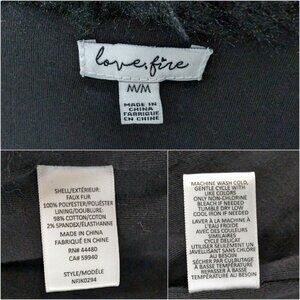 love, fire
M/M
MADE IN
CHINA
FABRIQUÉ
EN CHINE
SHELL/EXTÉRIEUR:
FAUX FUR
100% POLYESTER/POLIÉSTER
LINING/DOUBLURE:
98% COTTON/COTON
2% SPANDEX/ÉLASTHANNE
MADE IN CHINA
FABRIQUÉ EN CHINE
RN# 44480
CA# 59940
STYLE/MODÈLE
NFJK0294
MACHINE WASH COLD,
GENTLE CYCLE WITH LIKE
COLORS
ONLY NON-CHLORINE
BLEACH IF NEEDED
TUMBLE DRY LOW
COOL IRON IF NEEDED
LAVER À LA MACHINE À
L'EAU FROIDE
AVEC DES COULEURS
SIMILAIRES
CYCLE DÉLICAT
UTILISER SEULEMENT DU
JAVELLISANT SANS CHLORE
AU BESOIN
SÉCHER PAR CULBUTAGE
À BASSE TEMPÉRATURE
REPASSER À BASSE
TEMPÉRATURE AU BESOIN